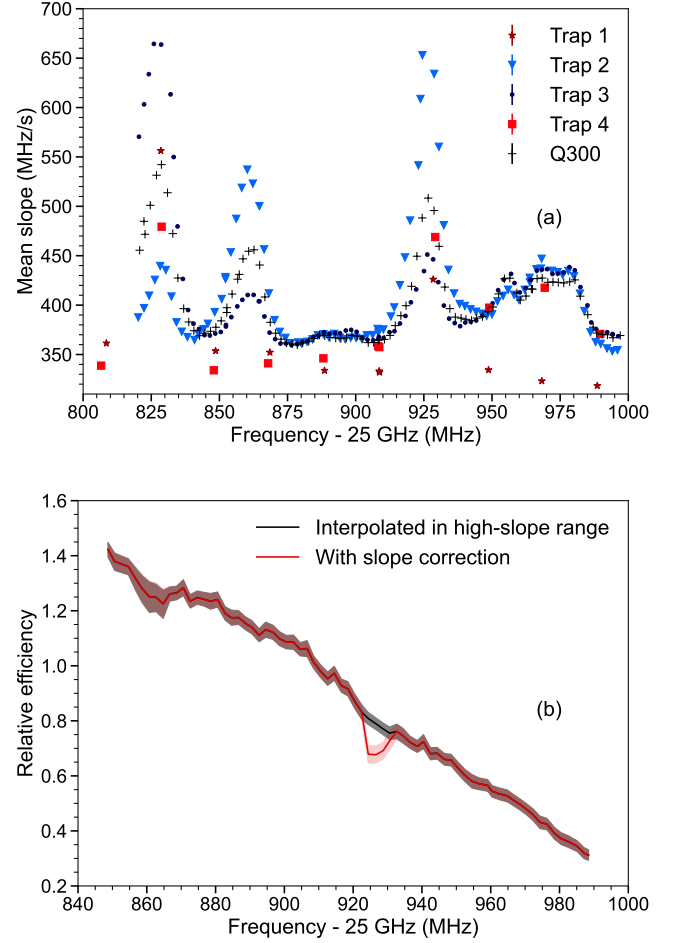 700
650
600
550
500
450
400
350
Mean slope (MHz/s)
Trap 1
Trap 2
Trap 3
Trap 4
Q300
(a)
800 825 850 875 900 925 950 975 1000
Frequency - 25 GHz (MHz)
1.6
1.4
1.2
1.0
0.8
0.6
0.4
0.2
Relative efficiency
Interpolated in high-slope range
With slope correction
(b)
840 860 880 900 920 940 960 980 1000
Frequency - 25 GHz (MHz)